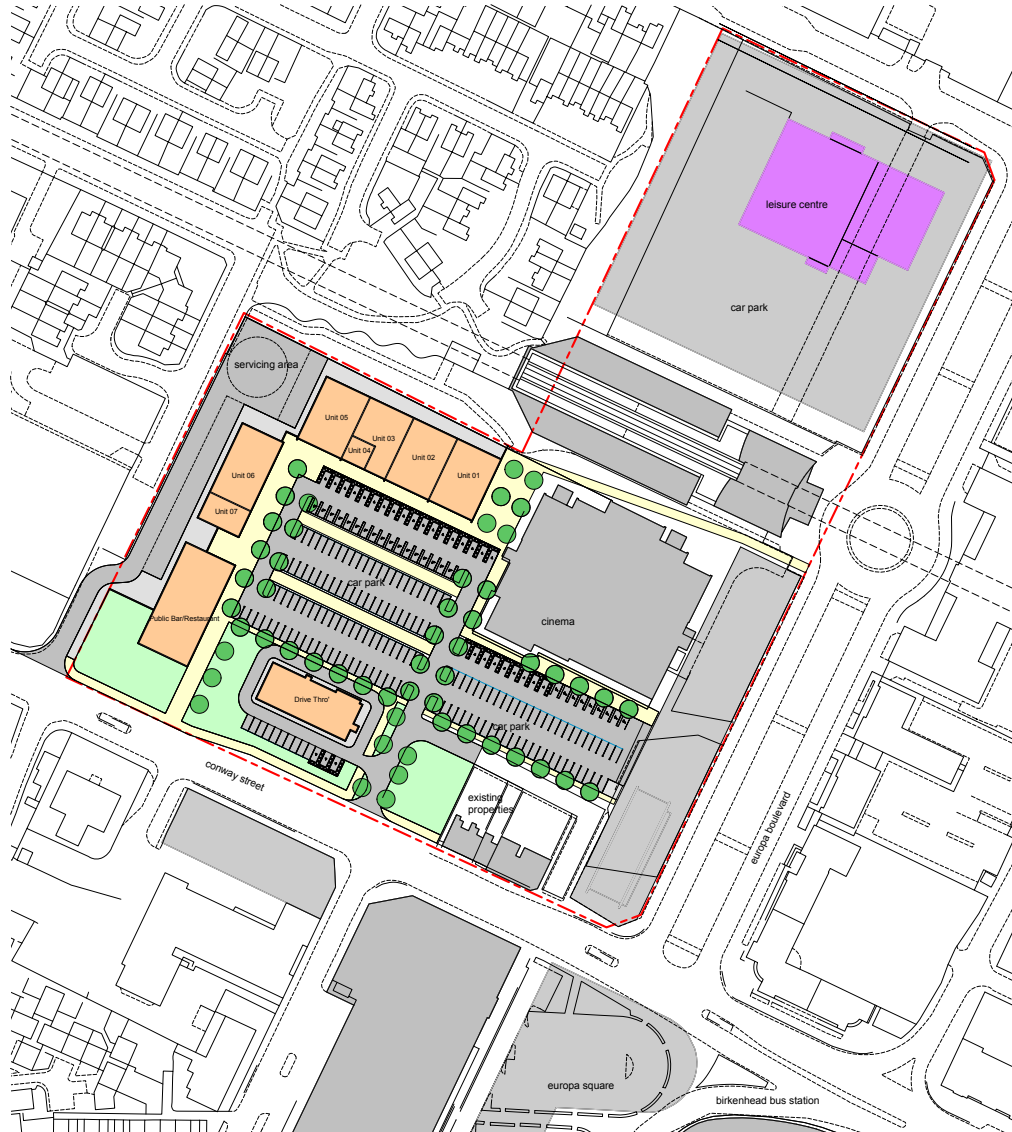 leisure centre
car park
servicing area
Unit 05
Unit 03
Unit 04
Unit 02
Unit 01
Unit 06
Unit 07
car park
cinema
Public Bar/Restaurant
Drive Thro'
car park
conway street
existing
properties
europa boulevard
europa square
birkenhead bus station